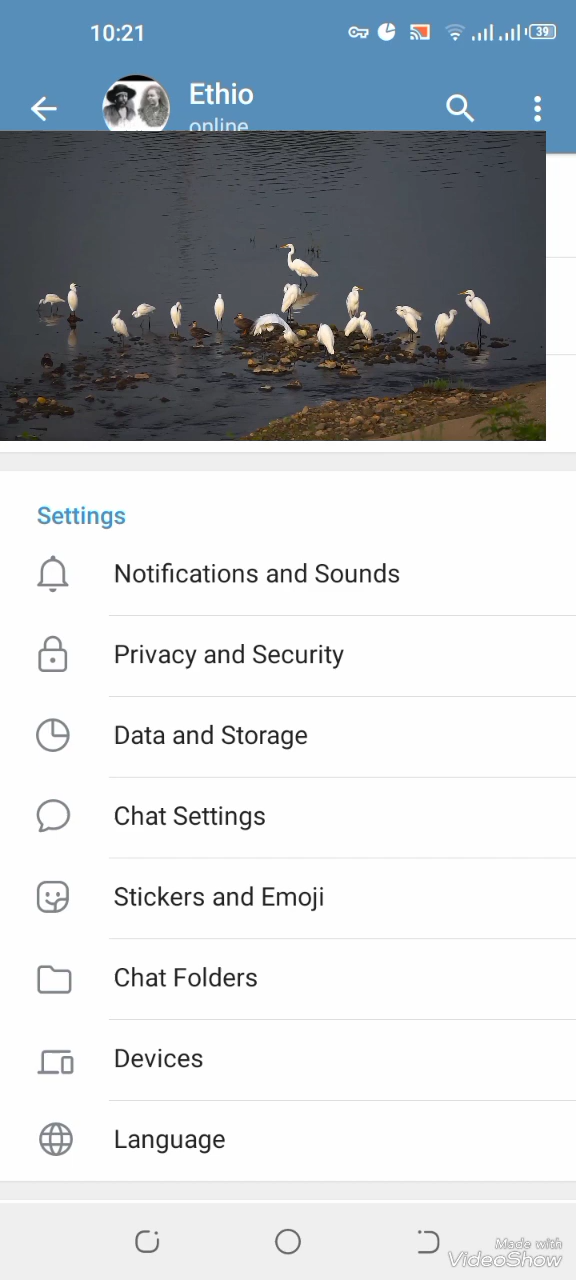 10:21
39
Ethio
online
Settings
Notifications and Sounds
Privacy and Security
Data and Storage
Chat Settings
Stickers and Emoji
Chat Folders
Devices
Language
Made with
VideoShow